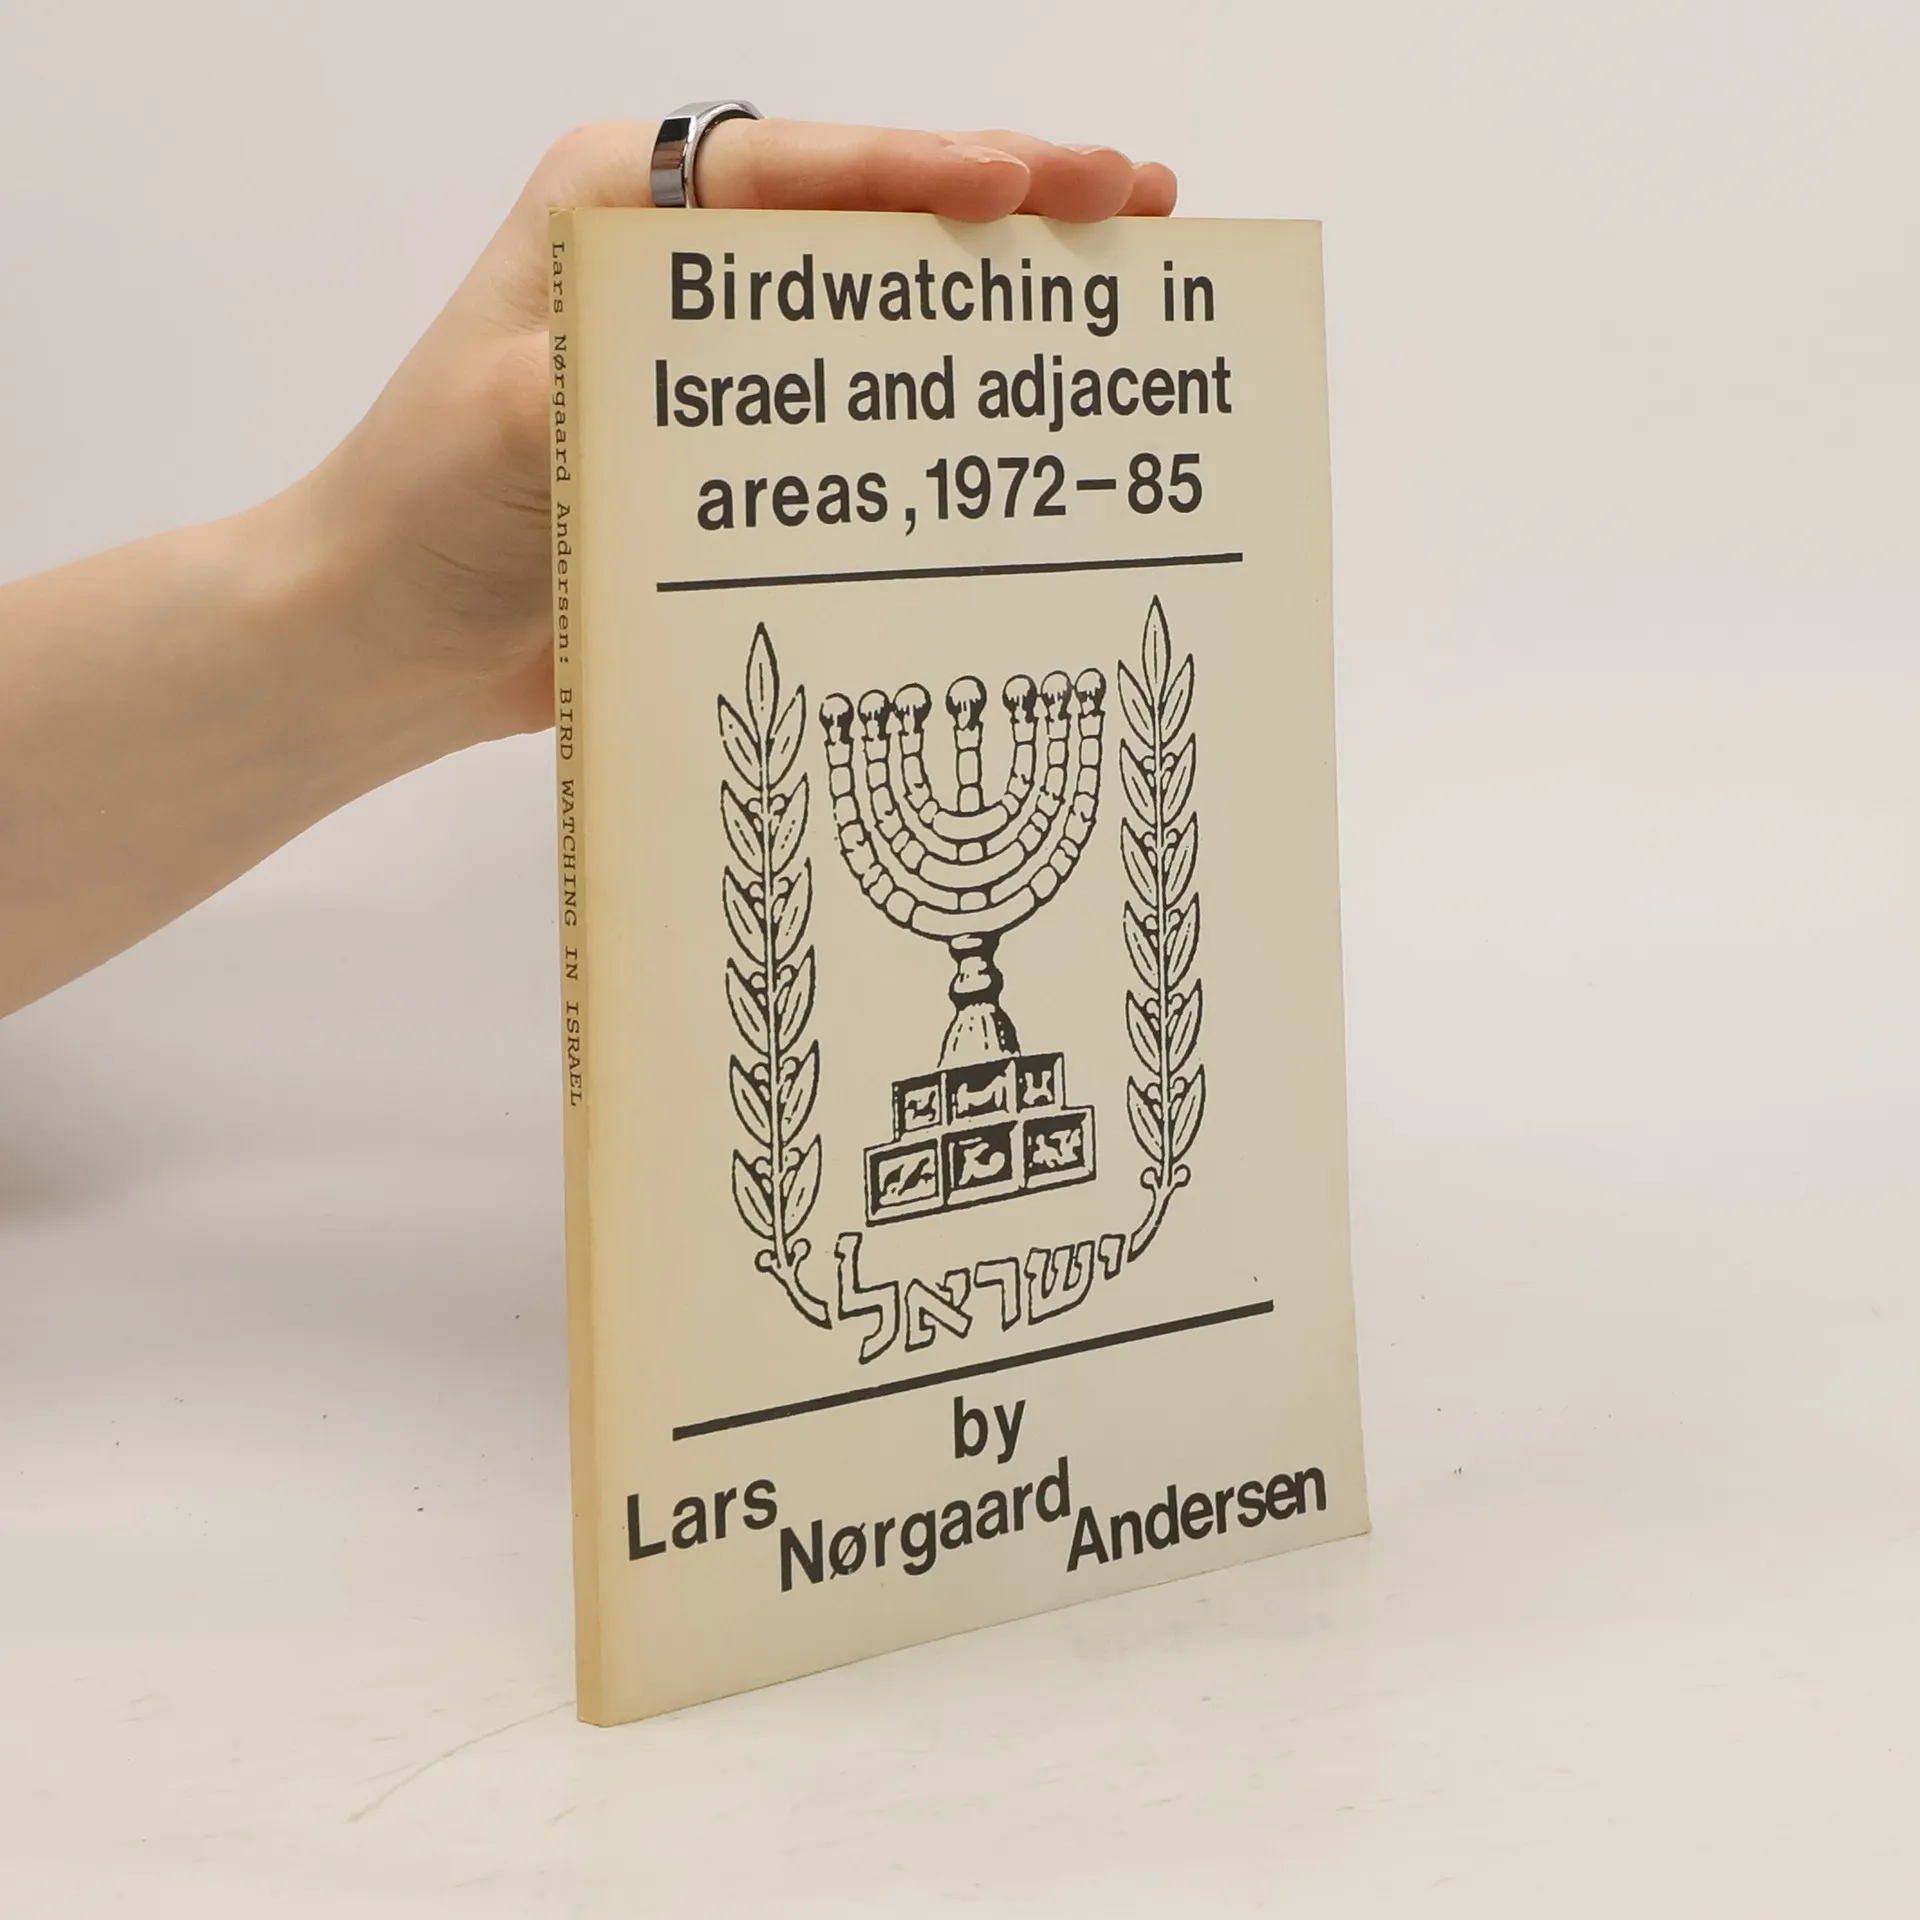 Birdwatching in
Israel and adjacent
areas, 1972–85
ישראל
by
Lars Nørgaard Andersen
Lars Nørgaard Andersen: BIRD WATCHING IN ISRAEL